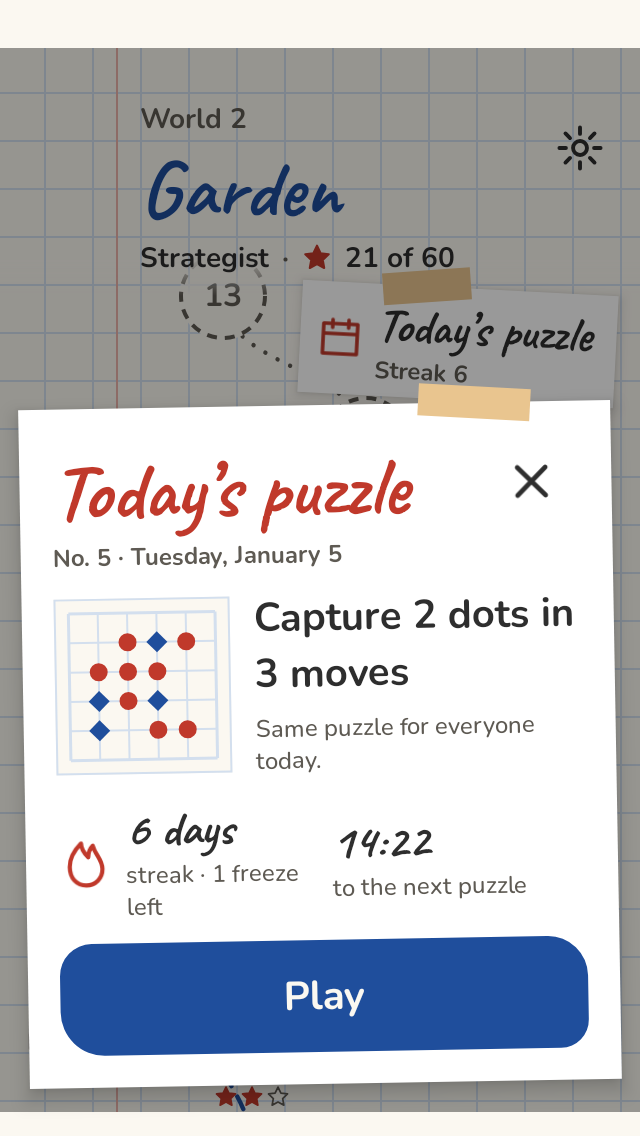 World 2
Garden
Strategist · 21 of 60
13
Today's puzzle
Streak 6
Today's puzzle
No. 5 · Tuesday, January 5
Capture 2 dots in
3 moves
Same puzzle for everyone
today.
6 days
streak · 1 freeze
left
14:22
to the next puzzle
Play